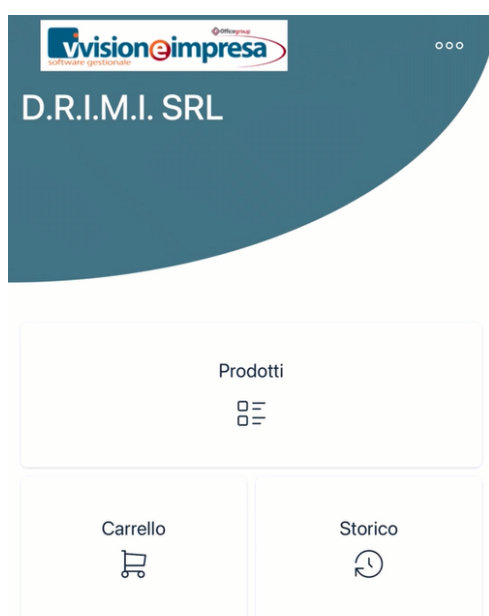 Officegroup
visioneimpresa
software gestionale
D.R.I.M.I. SRL
Prodotti
Carrello
Storico